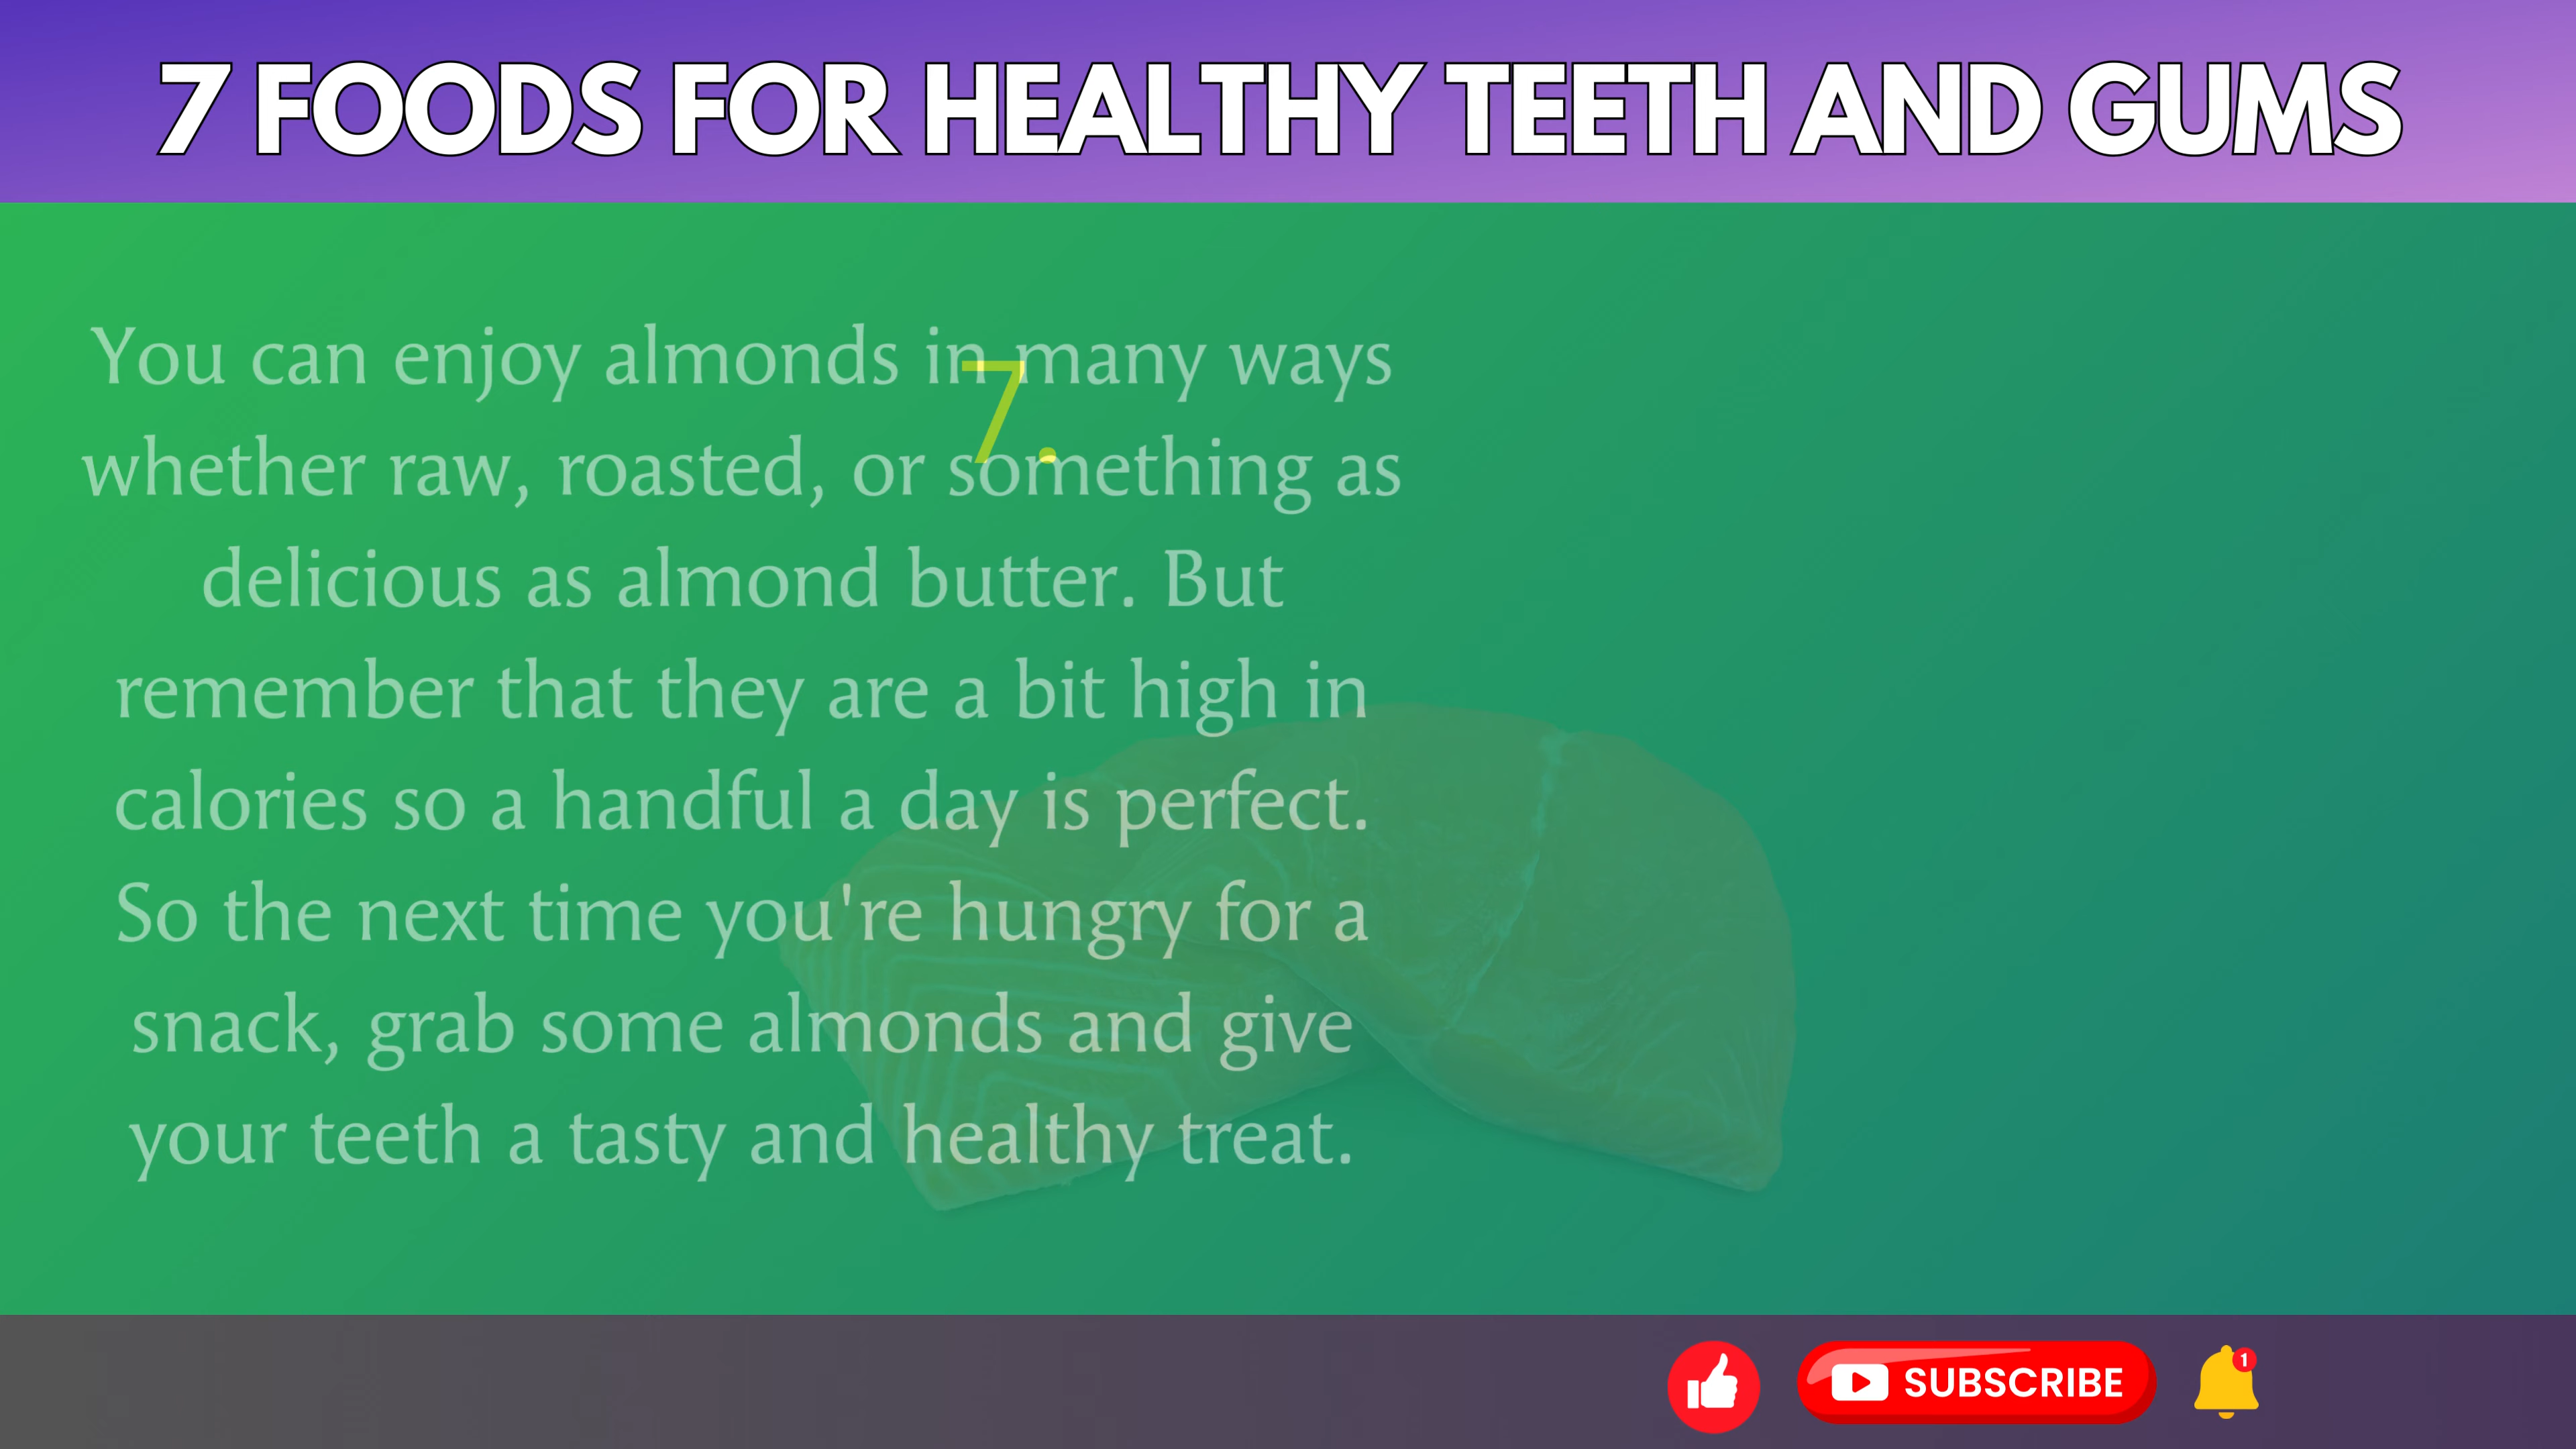 7 FOODS FOR HEALTHY TEETH AND GUMS
You can enjoy almonds in many ways
7.
whether raw, roasted, or something as
delicious as almond butter. But
remember that they are a bit high in
calories so a handful a day is perfect.
So the next time you're hungry for a
snack, grab some almonds and give
your teeth a tasty and healthy treat.
SUBSCRIBE
1